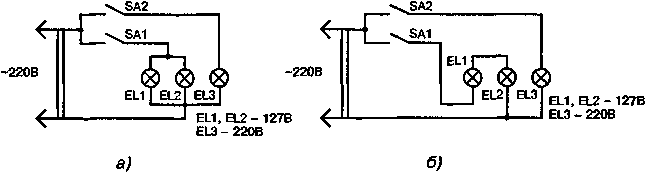 SA2
SA1
~220В
EL1 EL2 EL3
EL1, EL2 – 127В
EL3 – 220В
а)
SA2
SA1
EL1
~220В
EL2 EL3
EL1, EL2 – 127В
EL3 – 220В
б)